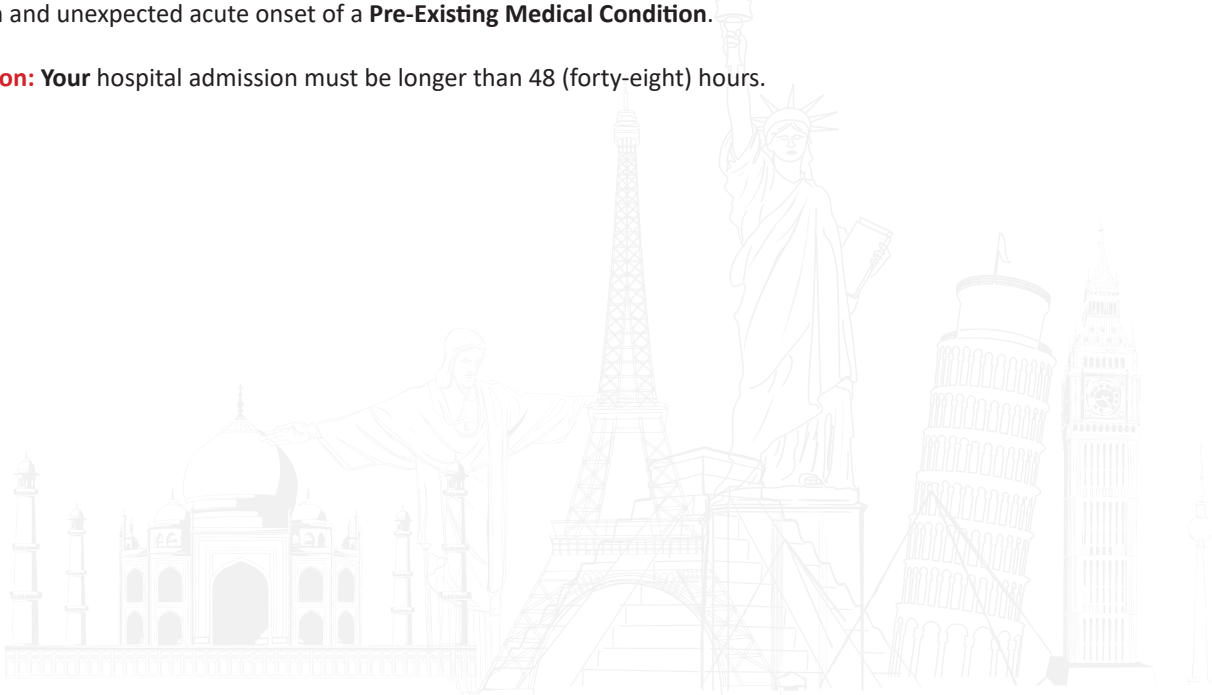 and unexpected acute onset of a Pre-Existing Medical Condition.
Your hospital admission must be longer than 48 (forty-eight) hours.